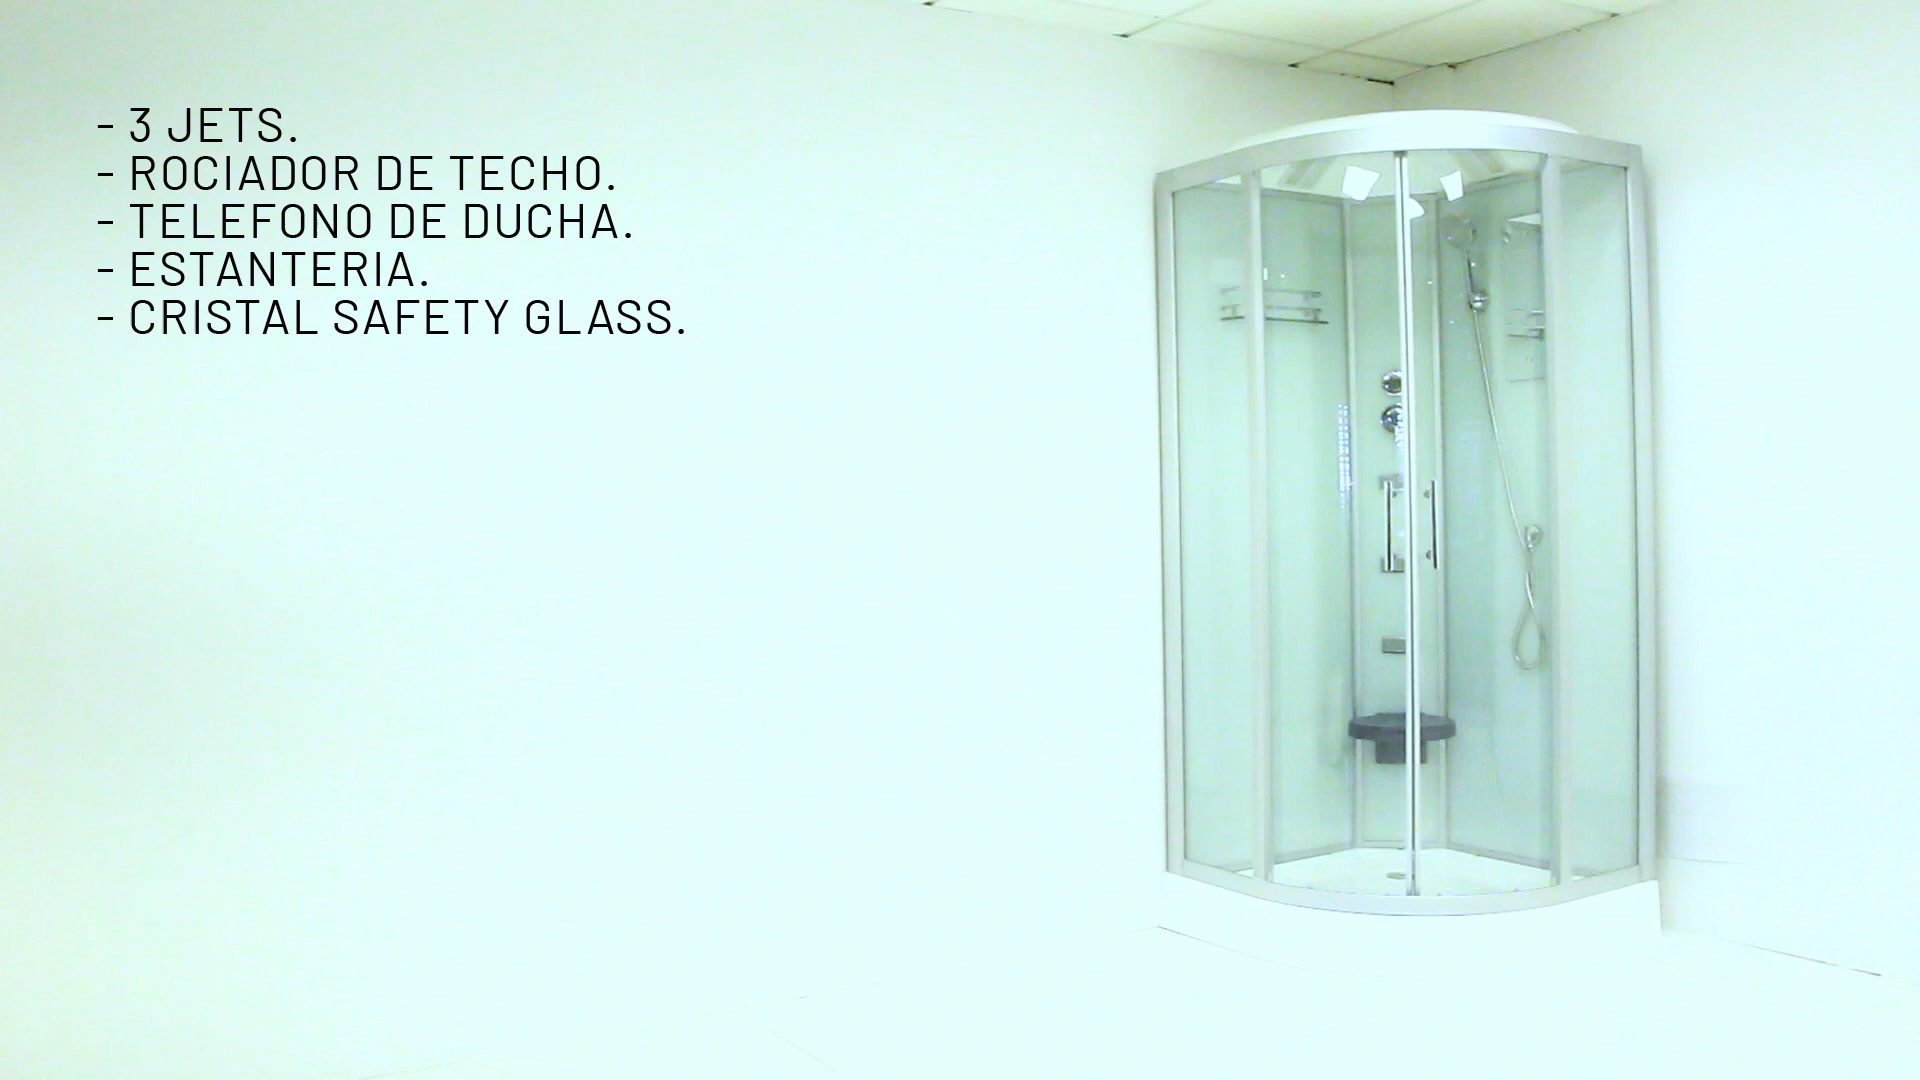 - 3 JETS.
- ROCIADOR DE TECHO.
- TELEFONO DE DUCHA.
- ESTANTERIA.
- CRISTAL SAFETY GLASS.